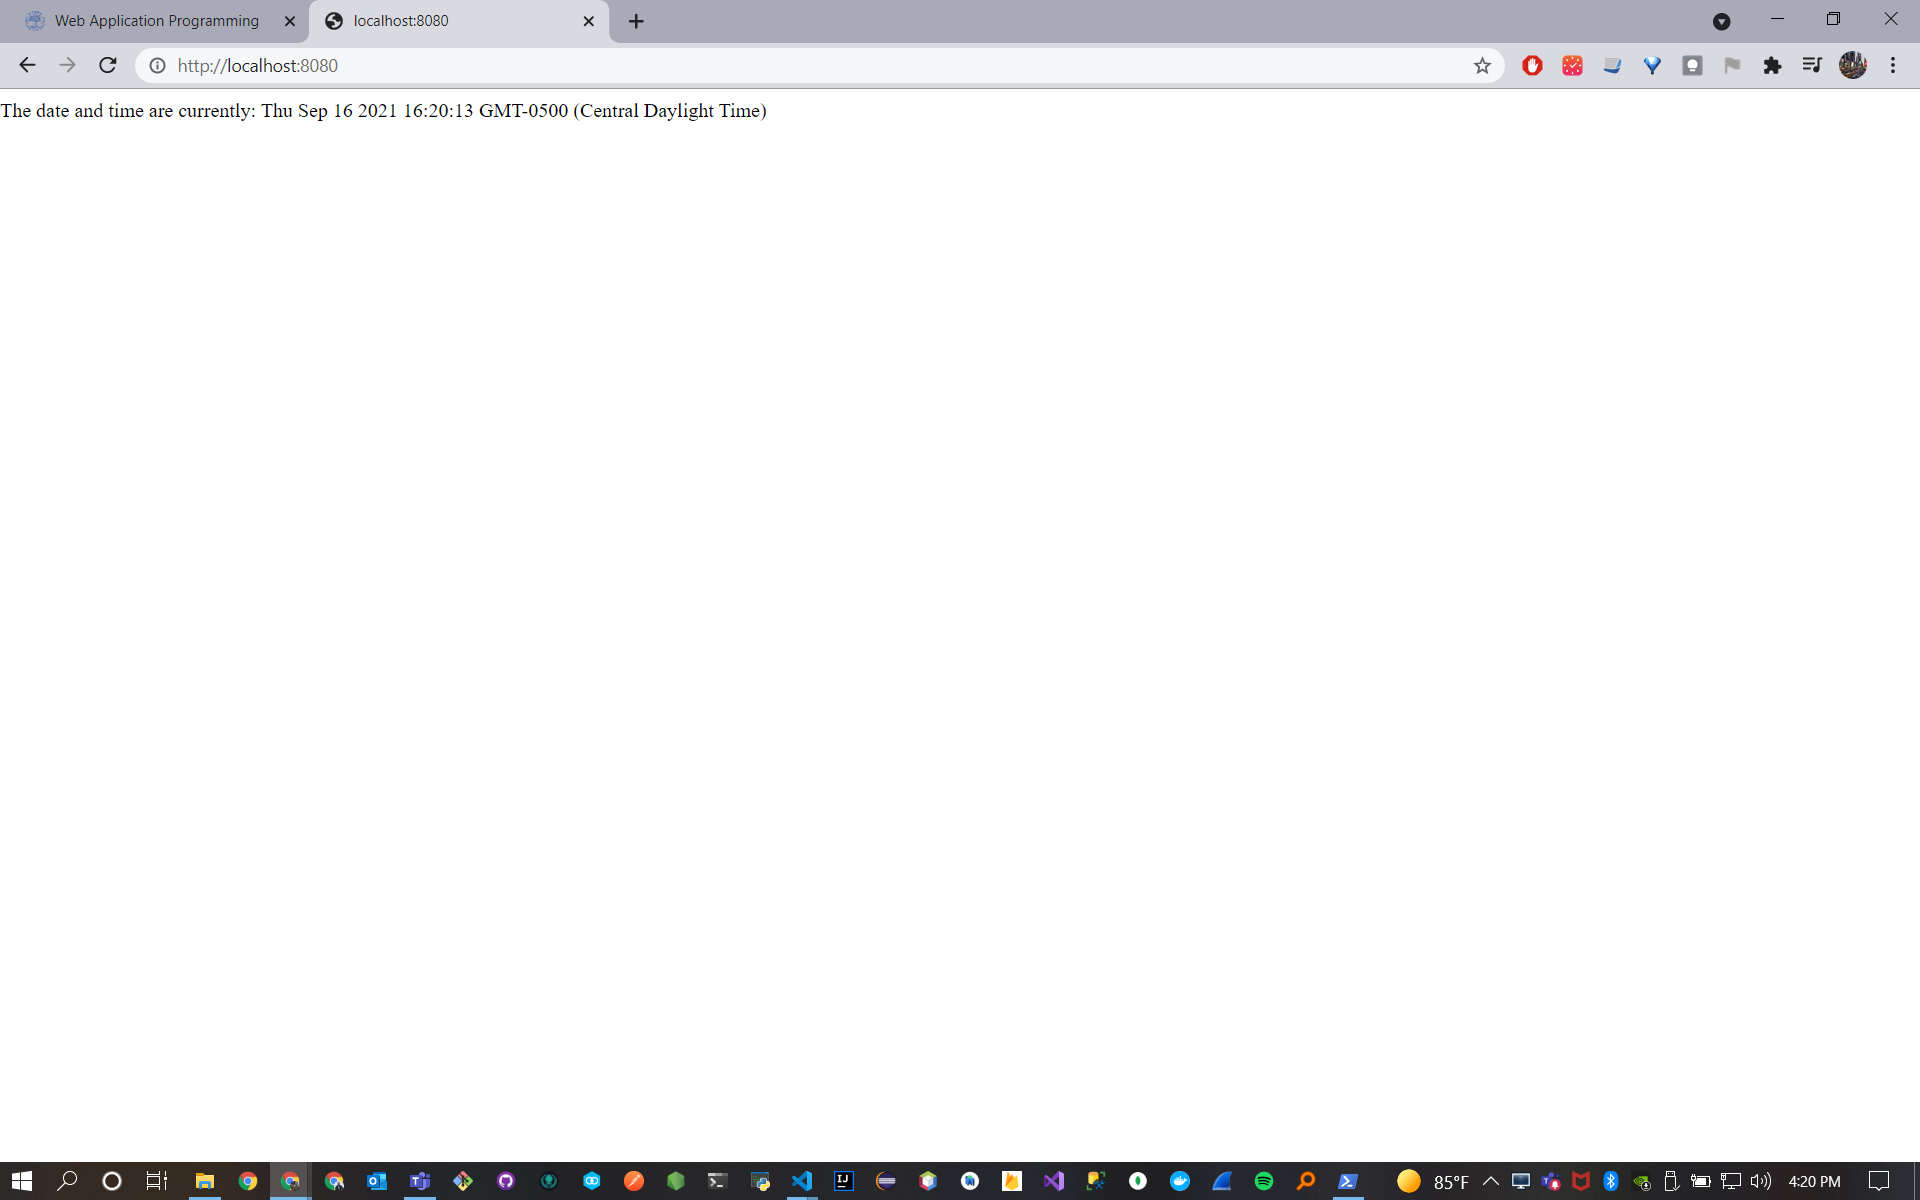 Web Application Programming
localhost:8080
http://localhost:8080
The date and time are currently: Thu Sep 16 2021 16:20:13 GMT-0500 (Central Daylight Time)
85°F
4:20 PM